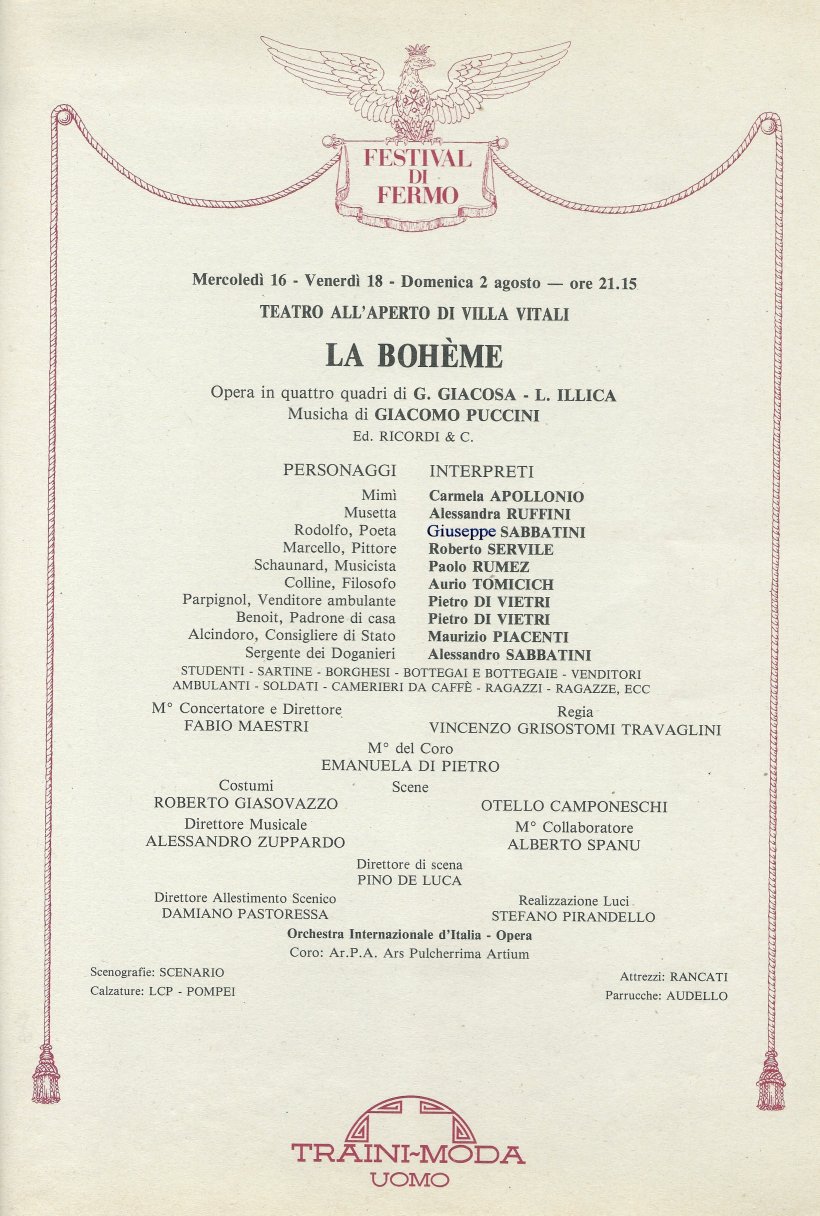 FESTIVAL
DI
FERMO
Mercoledì 16 - Venerdì 18 - Domenica 2 agosto — ore 21.15
TEATRO ALL'APERTO DI VILLA VITALI
LA BOHÈME
Opera in quattro quadri di G. GIACOSA - L. ILLICA
Musicha di GIACOMO PUCCINI
Ed. RICORDI & C.
PERSONAGGI INTERPRETI
Mimì Carmela APOLLONIO
Musetta Alessandra RUFFINI
Rodolfo, Poeta Giuseppe SABBATINI
Marcello, Pittore Roberto SERVILE
Schaunard, Musicista Paolo RUMEZ
Colline, Filosofo Aurio TOMICICH
Parpignol, Venditore ambulante Pietro DI VIETRI
Benoit, Padrone di casa Pietro DI VIETRI
Alcindoro, Consigliere di Stato Maurizio PIACENTI
Sergente dei Doganieri Alessandro SABBATINI
STUDENTI - SARTINE - BORGHESI - BOTTEGAI E BOTTEGAIE - VENDITORI
AMBULANTI - SOLDATI - CAMERIERI DA CAFFÈ - RAGAZZI - RAGAZZE, ECC
M° Concertatore e Direttore Regia
FABIO MAESTRI VINCENZO GRISOSTOMI TRAVAGLINI
M° del Coro
EMANUELA DI PIETRO
Costumi Scene
ROBERTO GIASOVAZZO OTELLO CAMPONESCHI
Direttore Musicale M° Collaboratore
ALESSANDRO ZUPPARDO ALBERTO SPANU
Direttore di scena
PINO DE LUCA
Direttore Allestimento Scenico Realizzazione Luci
DAMIANO PASTORESSA STEFANO PIRANDELLO
Orchestra Internazionale d'Italia - Opera
Coro: Ar.P.A. Ars Pulcherrima Artium
Scenografie: SCENARIO Attrezzi: RANCATI
Calzature: LCP - POMPEI Parrucche: AUDELLO
TRAINI~MODA
UOMO